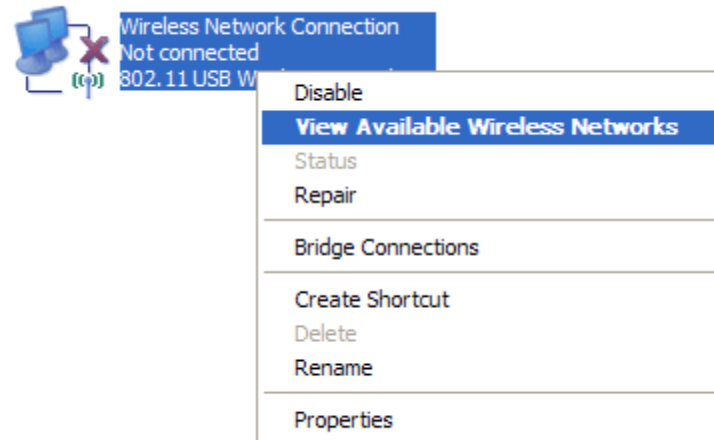 Wireless Network Connection
Not connected
802.11 USB
Disable
View Available Wireless Networks
Status
Repair
Bridge Connections
Create Shortcut
Delete
Rename
Properties